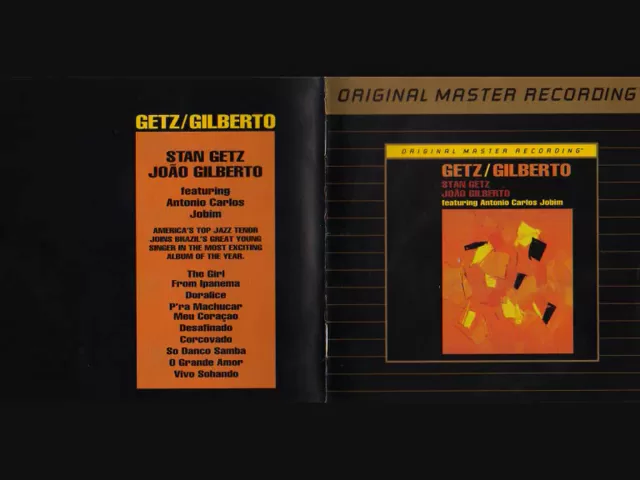 GETZ/GILBERTO
STAN GETZ
JOÃO GILBERTO
featuring
Antonio Carlos
Jobim
AMERICA'S TOP JAZZ TENOR
JOINS BRAZIL'S GREAT YOUNG
SINGER IN THE MOST EXCITING
ALBUM OF THE YEAR.
The Girl
From Ipanema
Doralice
P'ra Machucar
Meu Coraçao
Desafinado
Corcovado
So Danco Samba
O Grande Amor
Vivo Sohando
ORIGINAL MASTER RECORDING™
ORIGINAL MASTER RECORDING™
GETZ/GILBERTO
STAN GETZ
JOÃO GILBERTO
featuring Antonio Carlos Jobim